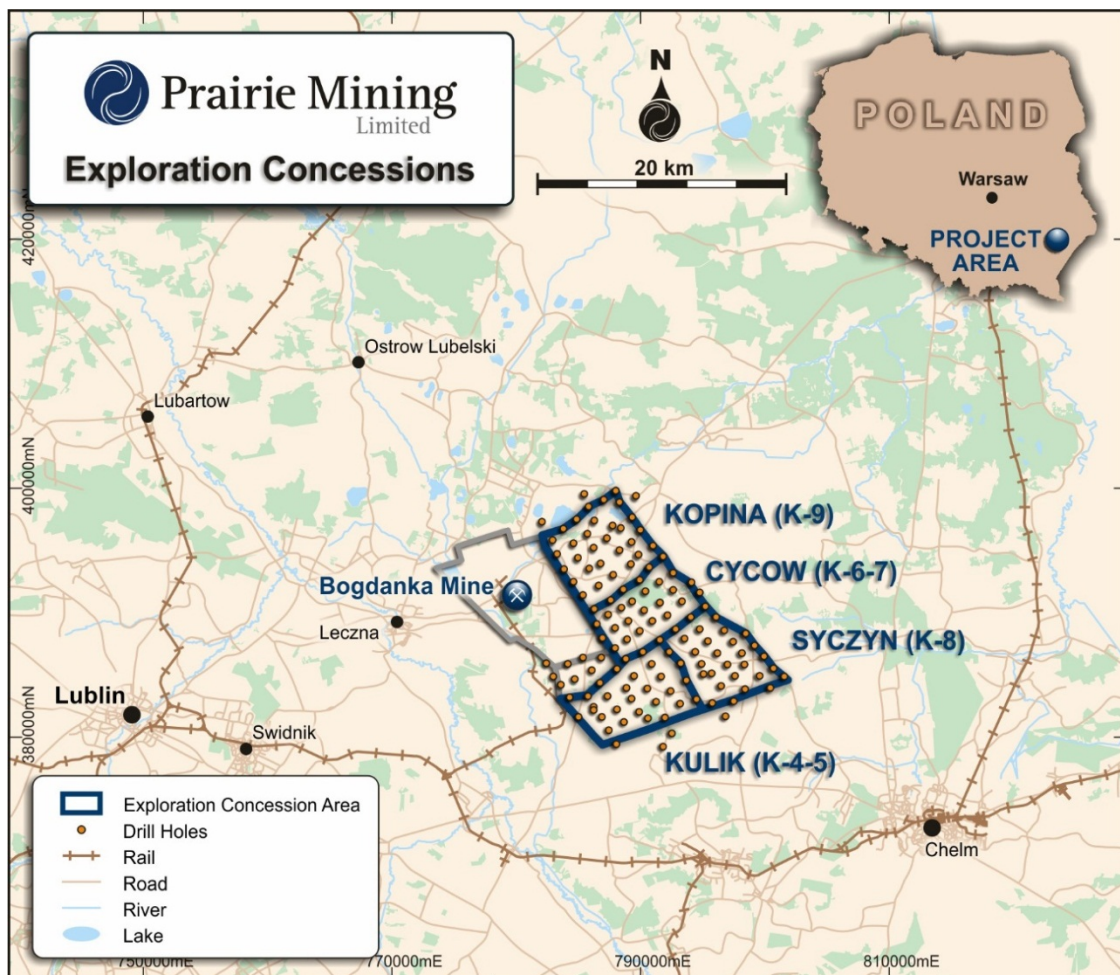 Prairie Mining
Limited
Exploration Concessions
N
20 km
POLAND
Warsaw
PROJECT
AREA
420000mN
Ostrow Lubelski
Lubartow
400000mN
KOPINA (K-9)
CYCOW (K-6-7)
Bogdanka Mine
Leczna
SYCZYN (K-8)
Lublin
Swidnik
380000mN
KULIK (K-4-5)
Chelm
Exploration Concession Area
Drill Holes
Rail
Road
River
Lake
750000mE
770000mE
790000mE
810000mE